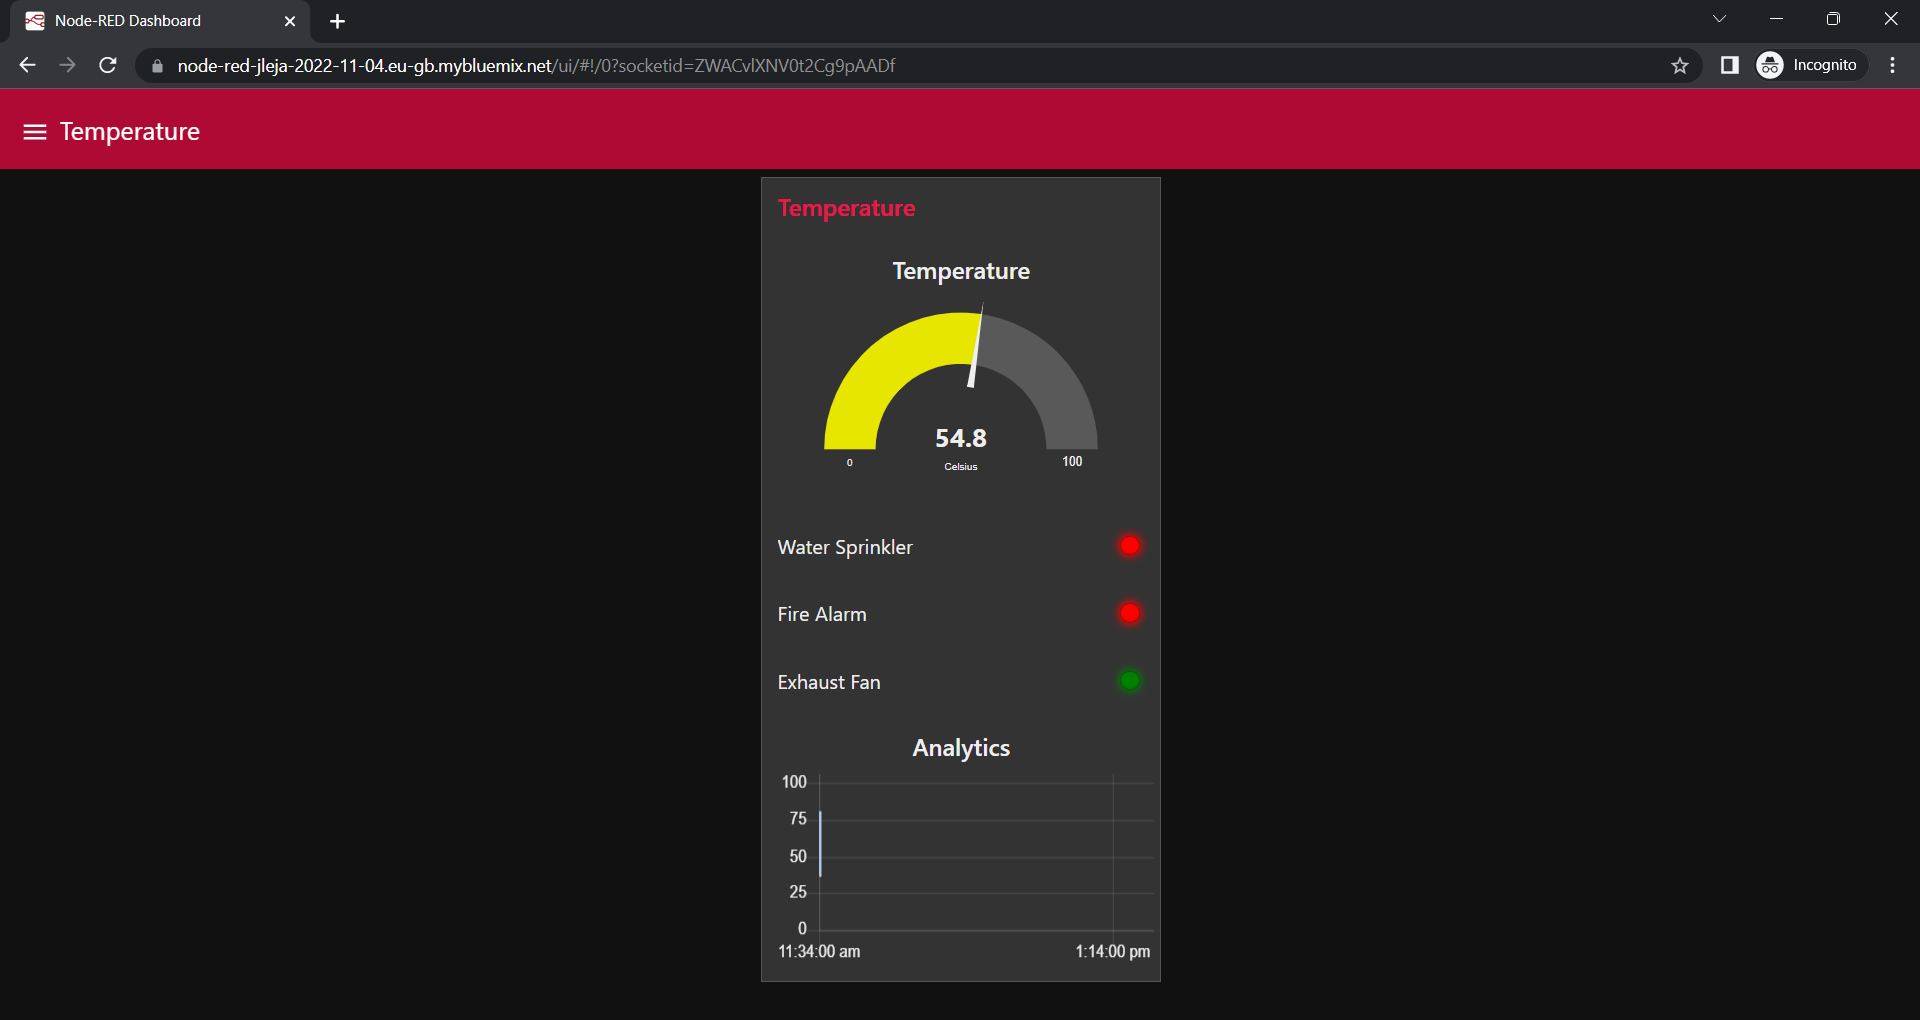 Node-RED Dashboard
node-red-jleja-2022-11-04.eu-gb.mybluemix.net/ui/#!/0?socketid=ZWACvlXNV0t2Cg9pAADf
Incognito
Temperature
Temperature
Temperature
54.8
0
Celsius
100
Water Sprinkler
Fire Alarm
Exhaust Fan
Analytics
100
75
50
25
0
11:34:00 am
1:14:00 pm